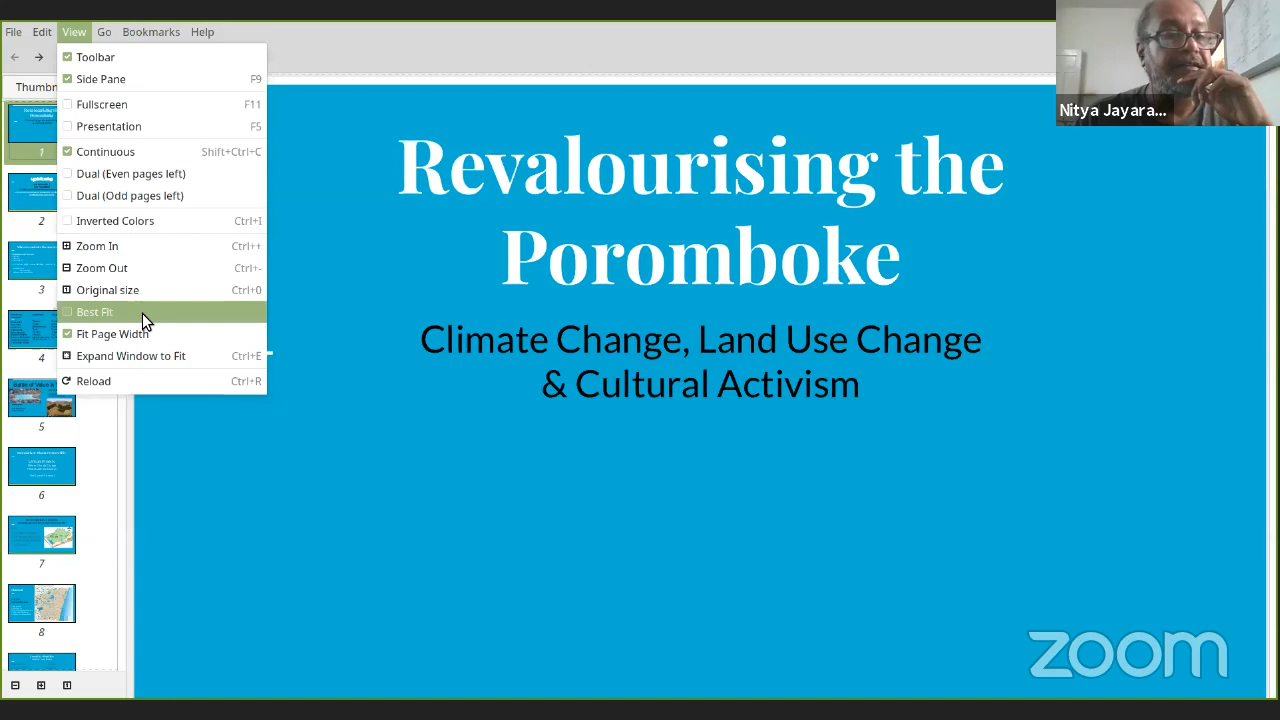 File Edit View Go Bookmarks Help
Thumbn
Toolbar
Side Pane F9
Fullscreen F11
Presentation F5
Continuous Shift+Ctrl+C
Dual (Even pages left)
Dual (Odd pages left)
Inverted Colors Ctrl+I
Zoom In Ctrl++
Zoom Out Ctrl+-
Original size Ctrl+0
Best Fit
Fit Page Width
Expand Window to Fit Ctrl+E
Reload Ctrl+R
1
2
3
4
5
6
7
8
Revalourising the
Poromboke
Climate Change, Land Use Change
& Cultural Activism
Nitya Jayara...
zoom